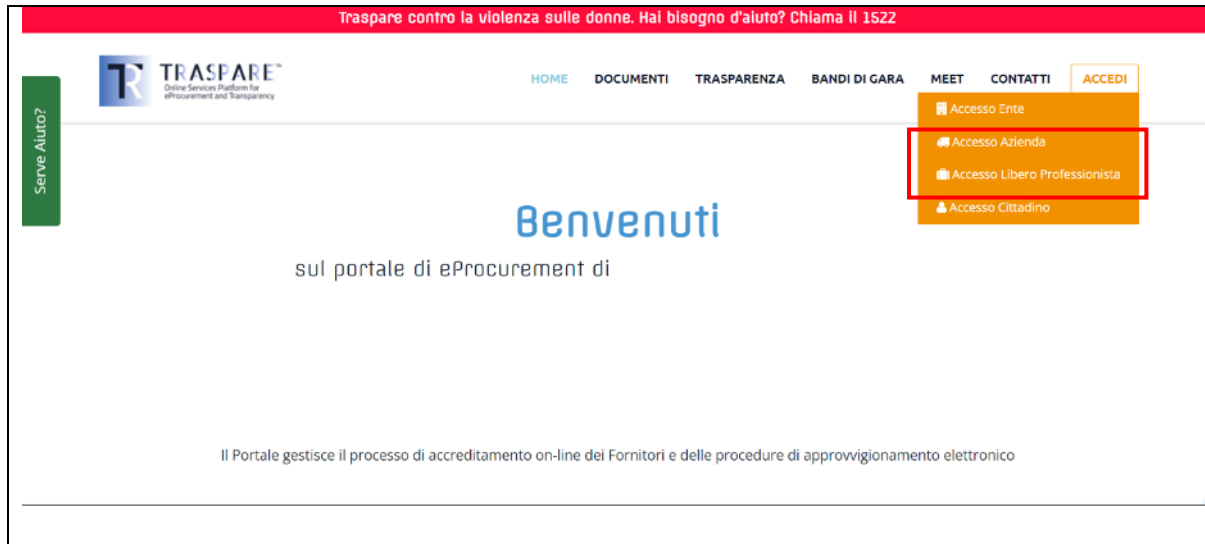 Traspare contro la violenza sulle donne. Hai bisogno d'aiuto? Chiama il 1522
TRASPARE™
Online Services Platform for
eProcurement and Transparency
HOME DOCUMENTI TRASPARENZA BANDI DI GARA MEET CONTATTI ACCEDI
Accesso Ente
Accesso Azienda
Accesso Libero Professionista
Accesso Cittadino
Serve Aiuto?
Benvenuti
sul portale di eProcurement di
Il Portale gestisce il processo di accreditamento on-line dei Fornitori e delle procedure di approvvigionamento elettronico